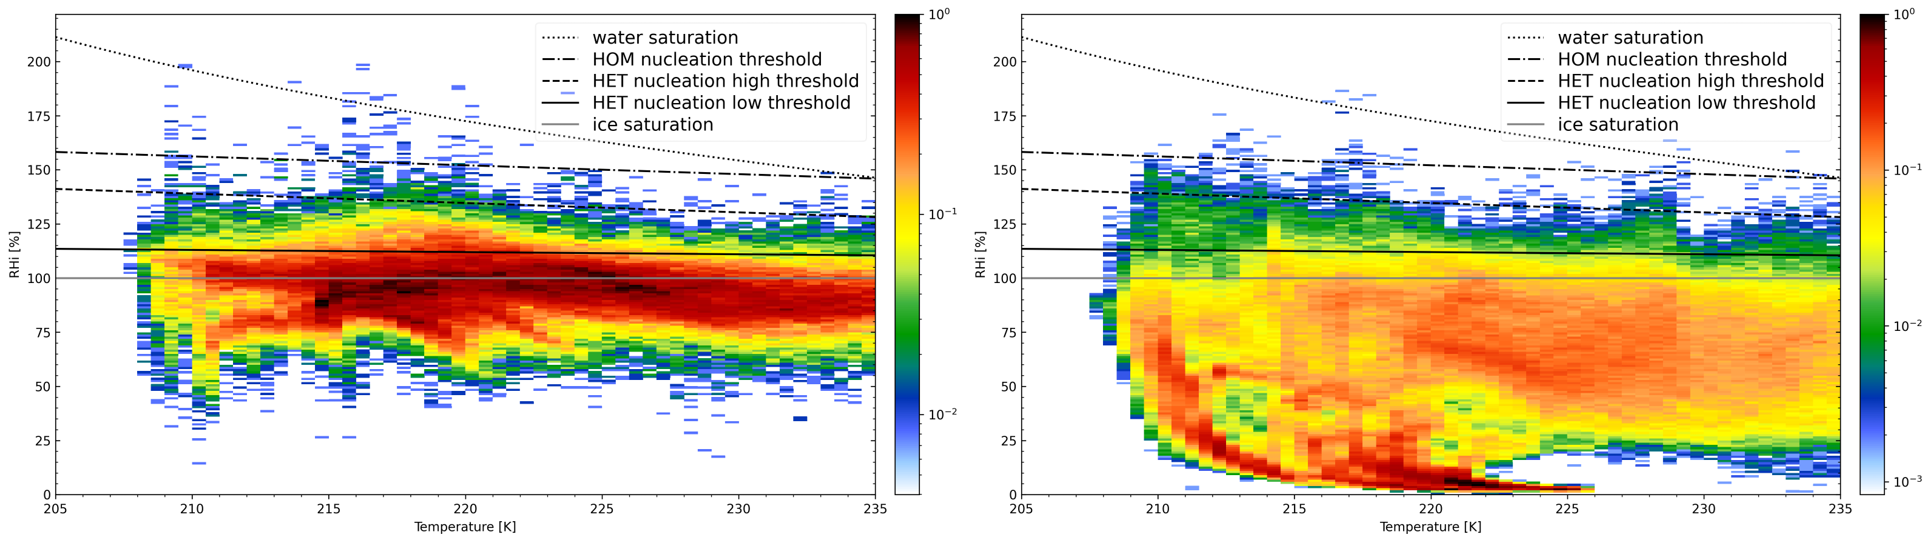 water saturation
HOM nucleation threshold
HET nucleation high threshold
HET nucleation low threshold
ice saturation
RHi [%]
200
175
150
125
100
75
50
25
0
205
210
215
220
225
230
235
Temperature [K]
10⁰
10⁻¹
10⁻²
water saturation
HOM nucleation threshold
HET nucleation high threshold
HET nucleation low threshold
ice saturation
RHi [%]
200
175
150
125
100
75
50
25
0
205
210
215
220
225
230
235
Temperature [K]
10⁰
10⁻¹
10⁻²
10⁻³